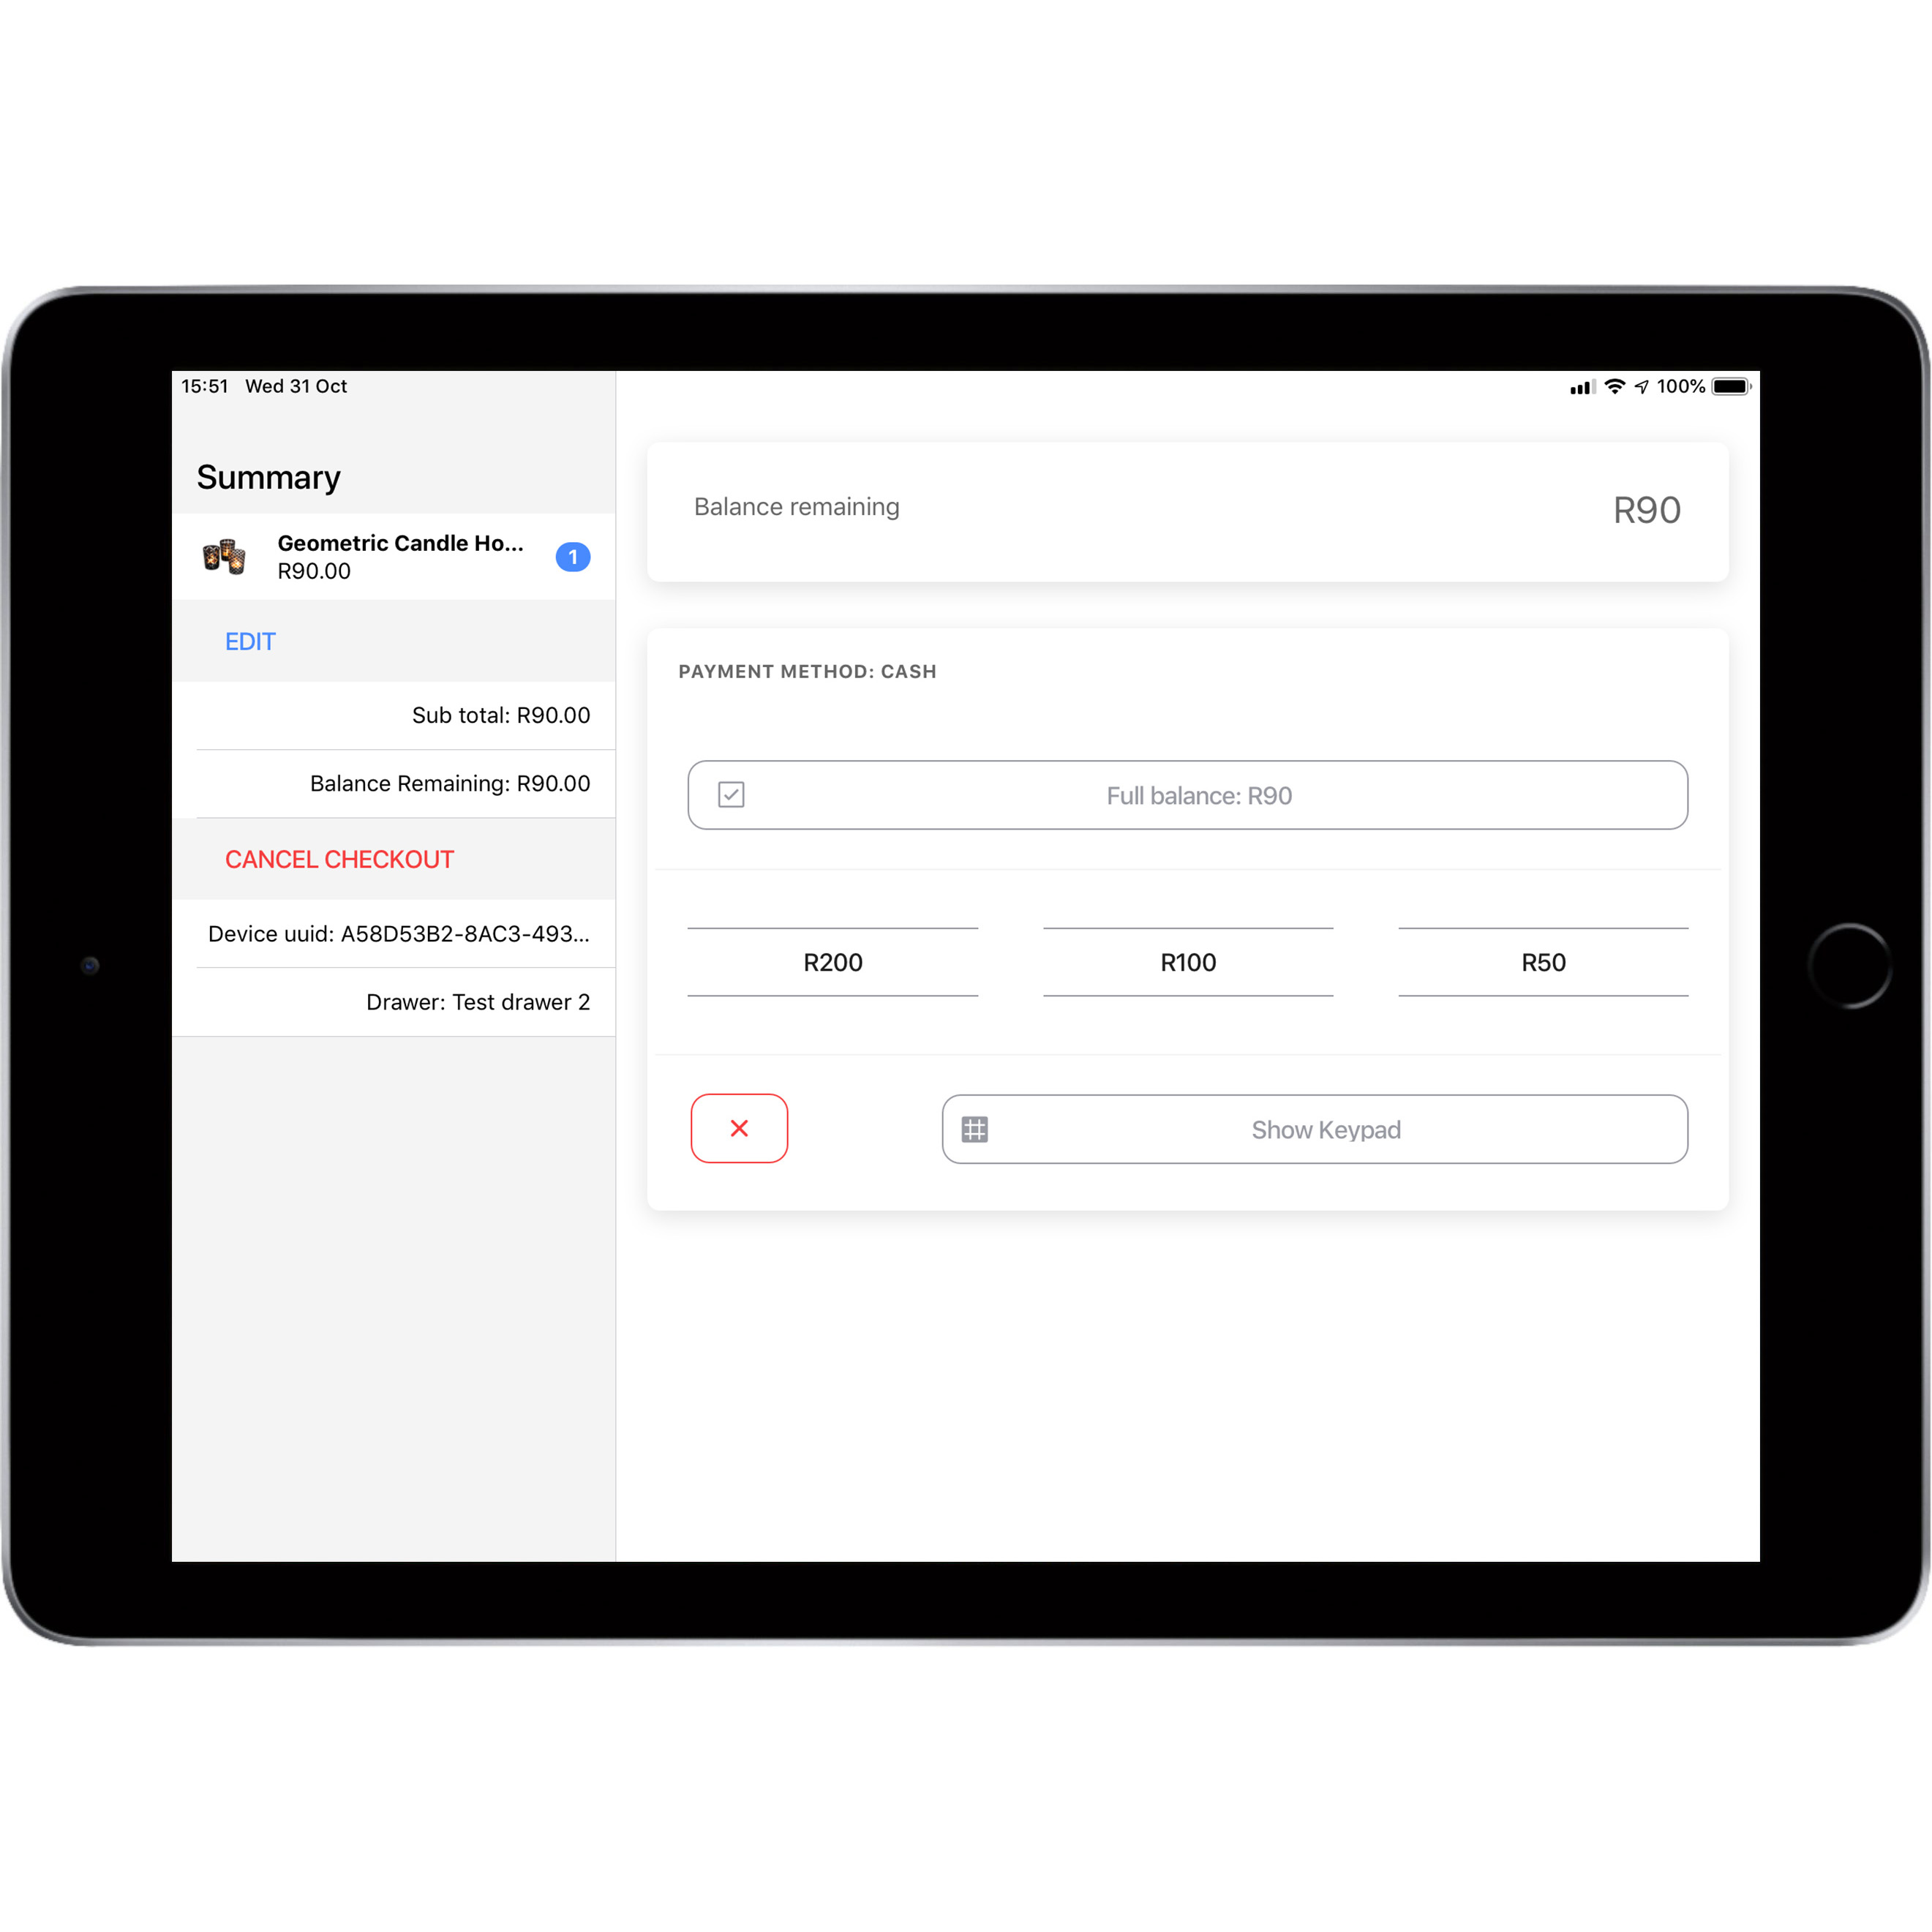 15:51 Wed 31 Oct
100%
Summary
Geometric Candle Ho...
R90.00
1
EDIT
Sub total: R90.00
Balance Remaining: R90.00
CANCEL CHECKOUT
Device uuid: A58D53B2-8AC3-493...
Drawer: Test drawer 2
Balance remaining
R90
PAYMENT METHOD: CASH
Full balance: R90
R200
R100
R50
Show Keypad